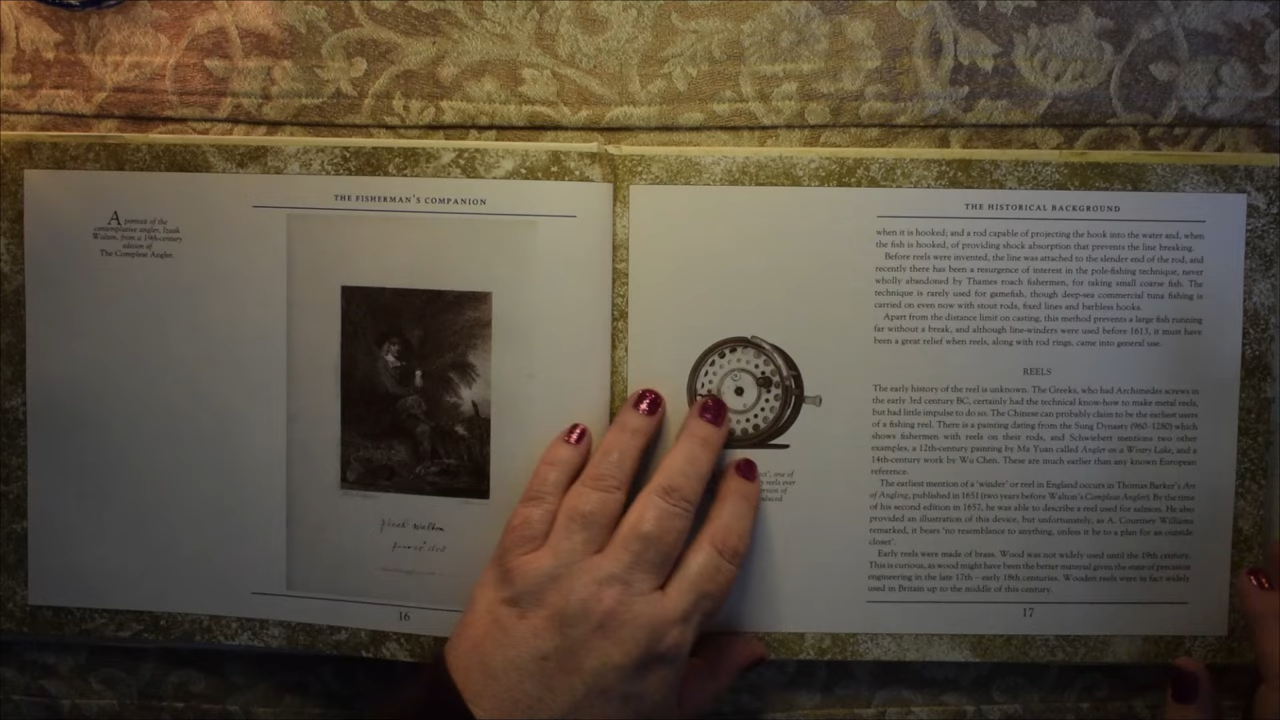 THE FISHERMAN'S COMPANION
A portrait of the
contemplative angler, Izaak
Walton, from a 19th-century
edition of
The Compleat Angler.
Izaak Walton
16
THE HISTORICAL BACKGROUND
when it is hooked; and a rod capable of projecting the hook into the water and, when
the fish is hooked, of providing shock absorption that prevents the line breaking.
Before reels were invented, the line was attached to the slender end of the rod, and
recently there has been a resurgence of interest in the pole-fishing technique, never
wholly abandoned by Thames roach fishermen, for taking small coarse fish. The
technique is rarely used for gamefish, though deep-sea commercial tuna fishing is
carried on even now with stout rods, fixed lines and barbless hooks.
Apart from the distance limit on casting, this method prevents a large fish running
far without a break, and although line-winders were used before 1613, it must have
been a great relief when reels, along with rod rings, came into general use.
REELS
The early history of the reel is unknown. The Greeks, who had Archimedes screws in
the early 3rd century BC, certainly had the technical know-how to make metal reels,
but had little impulse to do so. The Chinese can probably claim to be the earliest users
of a fishing reel. There is a painting dating from the Sung Dynasty (960–1280) which
shows fishermen with reels on their rods, and Schwiebert mentions two other
examples, a 12th-century painting by Ma Yuan called Angler on a Wintry Lake, and a
14th-century work by Wu Chen. These are much earlier than any known European
reference.
The earliest mention of a 'winder' or reel in England occurs in Thomas Barker's Art
of Angling, published in 1651 (two years before Walton's Compleat Angler). By the time
of his second edition in 1657, he was able to describe a reel used for salmon. He also
provided an illustration of this device, but unfortunately, as A. Courtney Williams
remarked, it bears 'no resemblance to anything, unless it be to a plan for an outside
closet'.
Early reels were made of brass. Wood was not widely used until the 19th century.
This is curious, as wood might have been the better material given the state of precision
engineering in the late 17th – early 18th centuries. Wooden reels were in fact widely
used in Britain up to the middle of this century.
one of
reels ever
17